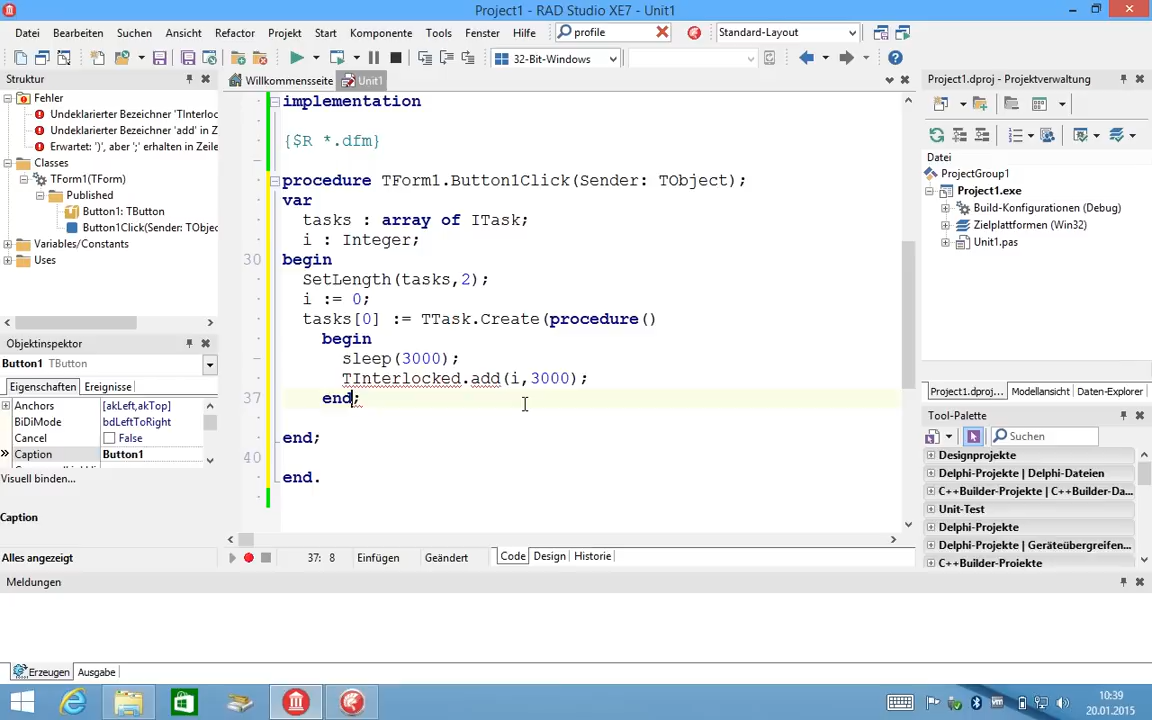 Project1 - RAD Studio XE7 - Unit1
Datei Bearbeiten Suchen Ansicht Refactor Projekt Start Komponente Tools Fenster Hilfe profile Standard-Layout
32-Bit-Windows
Struktur
Willkommensseite Unit1
Project1.dproj - Projektverwaltung
Fehler
Undeklarierter Bezeichner 'TInterloc
Undeklarierter Bezeichner 'add' in Z
Erwartet: ')', aber ';' erhalten in Zeile
Classes
TForm1(TForm)
Published
Button1: TButton
Button1Click(Sender: TObjec
Variables/Constants
Uses
implementation
{$R *.dfm}
procedure TForm1.Button1Click(Sender: TObject);
var
tasks : array of ITask;
i : Integer;
30 begin
SetLength(tasks,2);
i := 0;
tasks[0] := TTask.Create(procedure()
begin
sleep(3000);
TInterlocked.add(i,3000);
37 end;
end;
40
end.
Datei
ProjectGroup1
Project1.exe
Build-Konfigurationen (Debug)
Zielplattformen (Win32)
Unit1.pas
Objektinspektor
Button1 TButton
Eigenschaften Ereignisse
Anchors [akLeft,akTop]
BiDiMode bdLeftToRight
Cancel False
Caption Button1
Visuell binden...
Caption
Alles angezeigt
37: 8 Einfügen Geändert Code Design Historie
Project1.dproj... Modellansicht Daten-Explorer
Tool-Palette
Suchen
Designprojekte
Delphi-Projekte | Delphi-Dateien
C++Builder-Projekte | C++Builder-Da...
Unit-Test
Delphi-Projekte
Delphi-Projekte | Geräteübergreifen...
C++Builder-Projekte
Meldungen
Erzeugen Ausgabe
10:39
20.01.2015